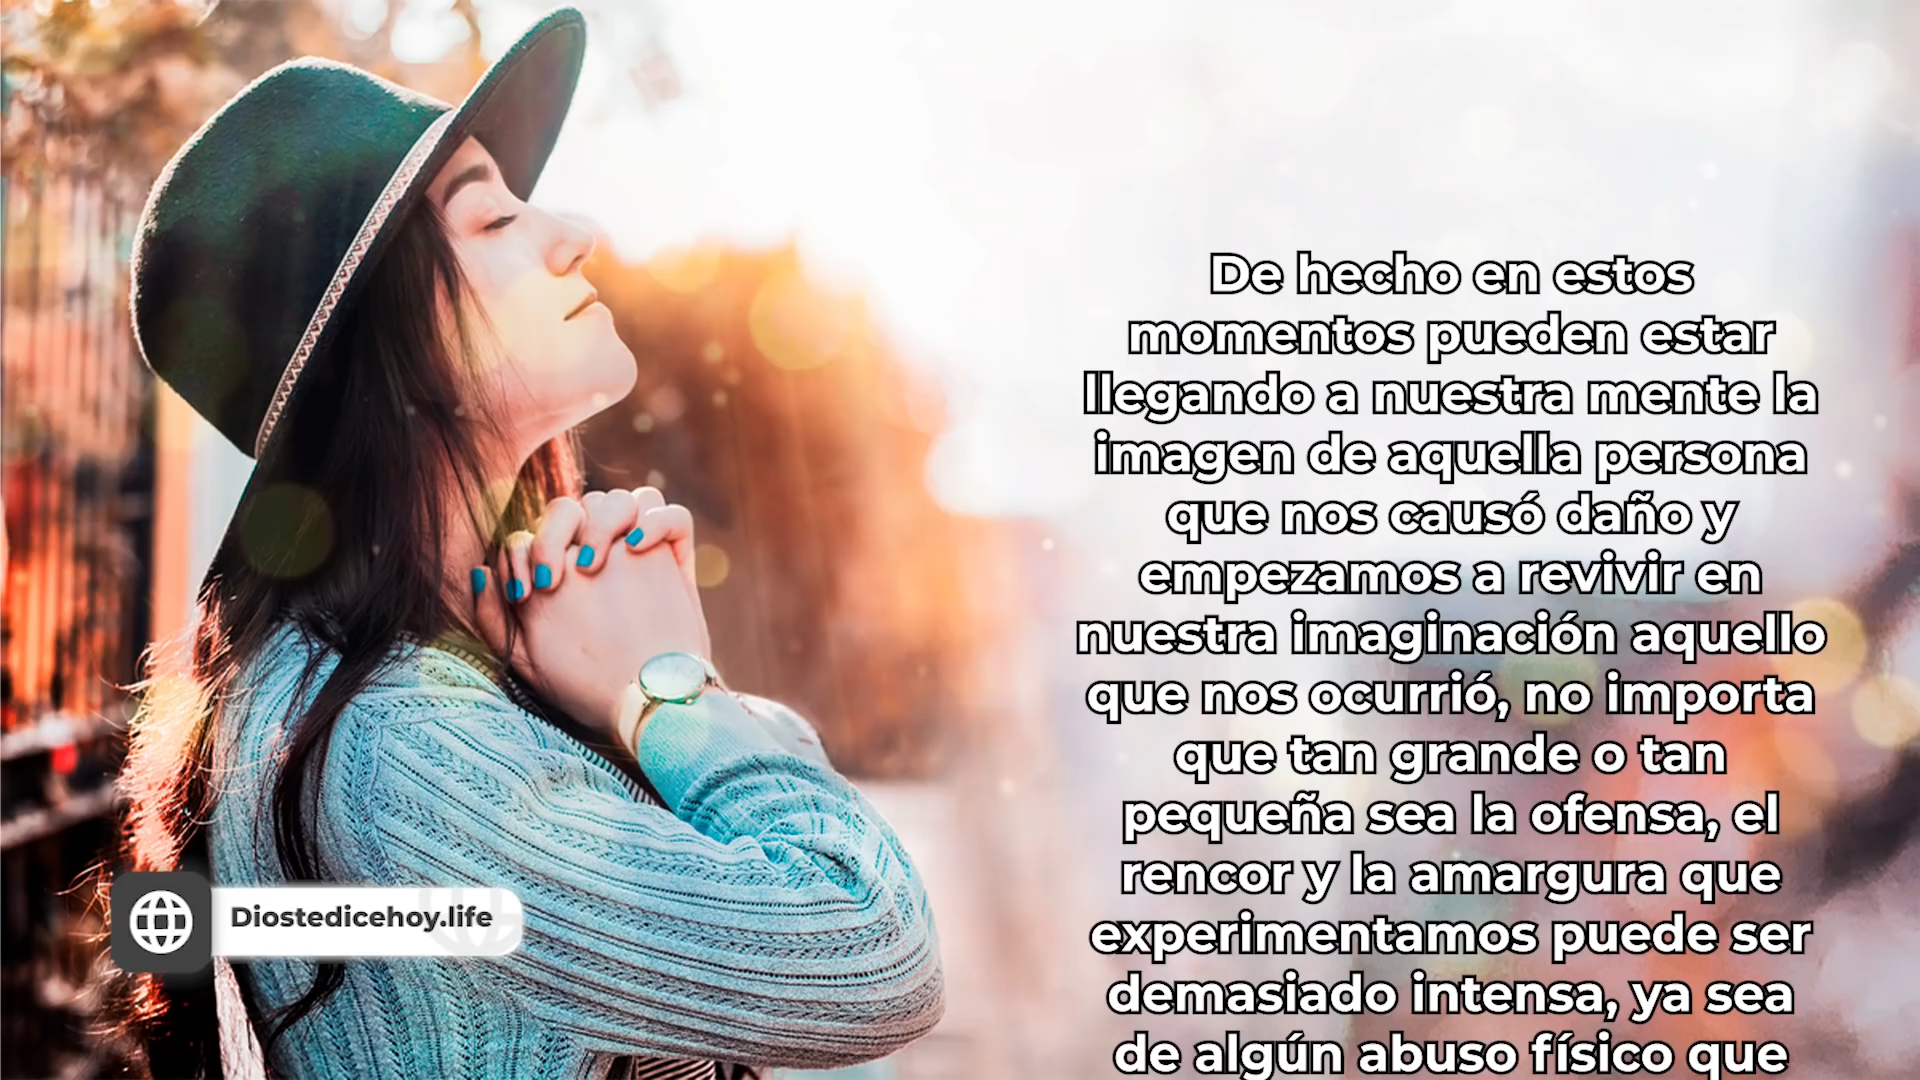 De hecho en estos
momentos pueden estar
llegando a nuestra mente la
imagen de aquella persona
que nos causó daño y
empezamos a revivir en
nuestra imaginación aquello
que nos ocurrió, no importa
que tan grande o tan
pequeña sea la ofensa, el
rencor y la amargura que
experimentamos puede ser
demasiado intensa, ya sea
de algún abuso físico que
Diostedicehoy.life